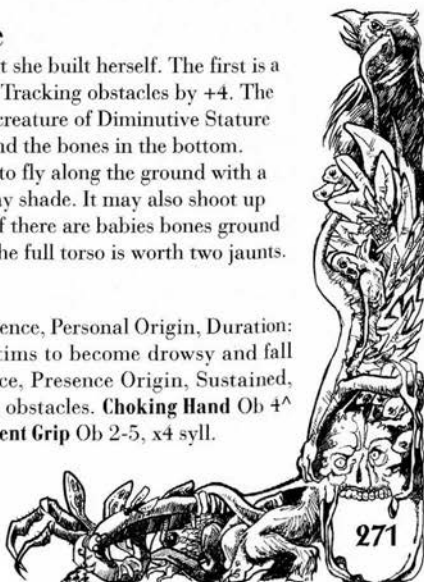 e
t she built herself. The first is a
Tracking obstacles by +4. The
creature of Diminutive Stature
nd the bones in the bottom.
to fly along the ground with a
y shade. It may also shoot up
f there are babies bones ground
he full torso is worth two jaunts.
ence, Personal Origin, Duration:
tims to become drowsy and fall
ce, Presence Origin, Sustained,
obstacles. Choking Hand Ob 4^
ent Grip Ob 2-5, x4 syll.
271